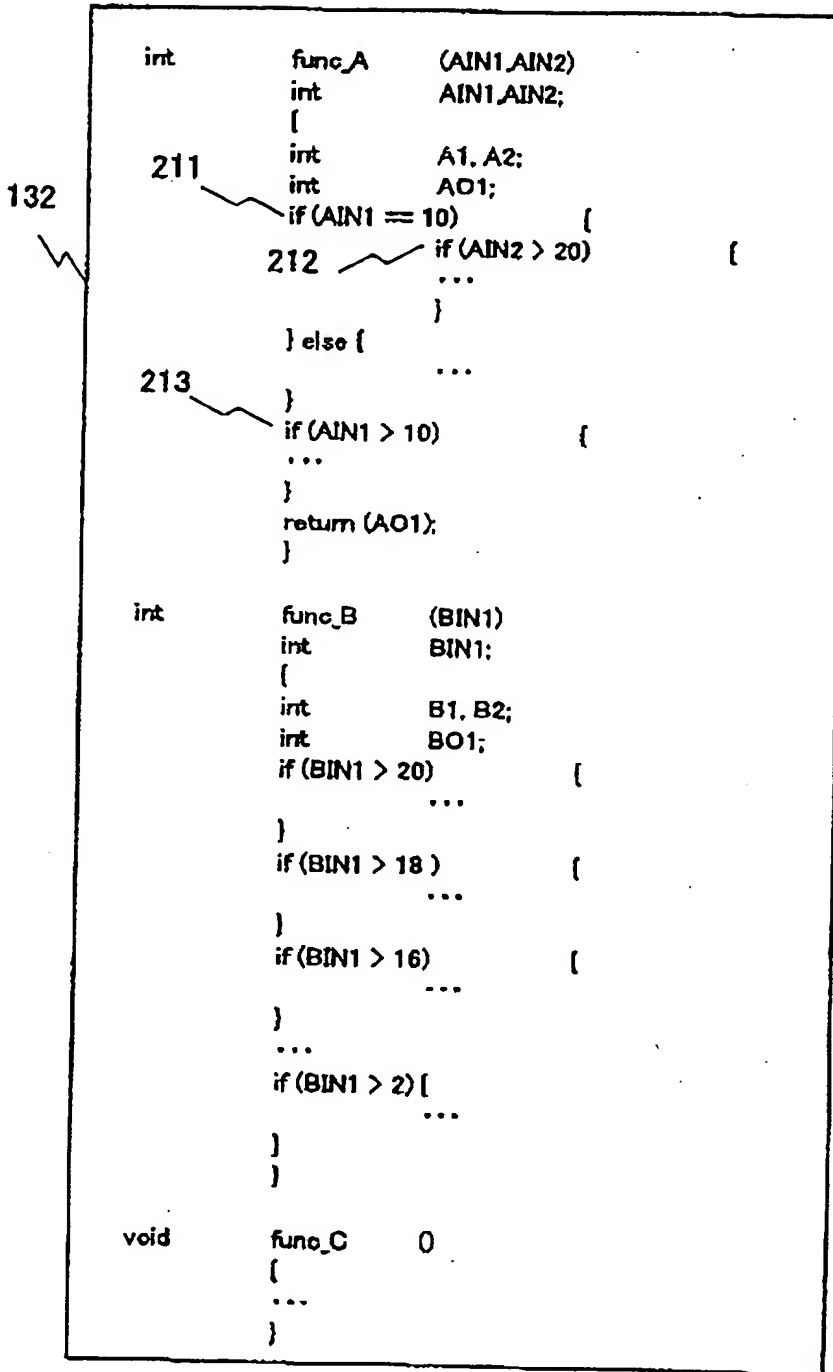 int func_A (AIN1,AIN2)
int AIN1,AIN2;
{
int A1, A2;
211 int AO1;
132 if (AIN1 == 10) {
212 if (AIN2 > 20) {
...
}
} else {
...
213 }
if (AIN1 > 10) {
...
}
return (AO1);
}
int func_B (BIN1)
int BIN1;
{
int B1, B2;
int BO1;
if (BIN1 > 20) {
...
}
if (BIN1 > 18 ) {
...
}
if (BIN1 > 16) {
...
}
...
if (BIN1 > 2) {
...
}
}
void func_C ()
{
...
}